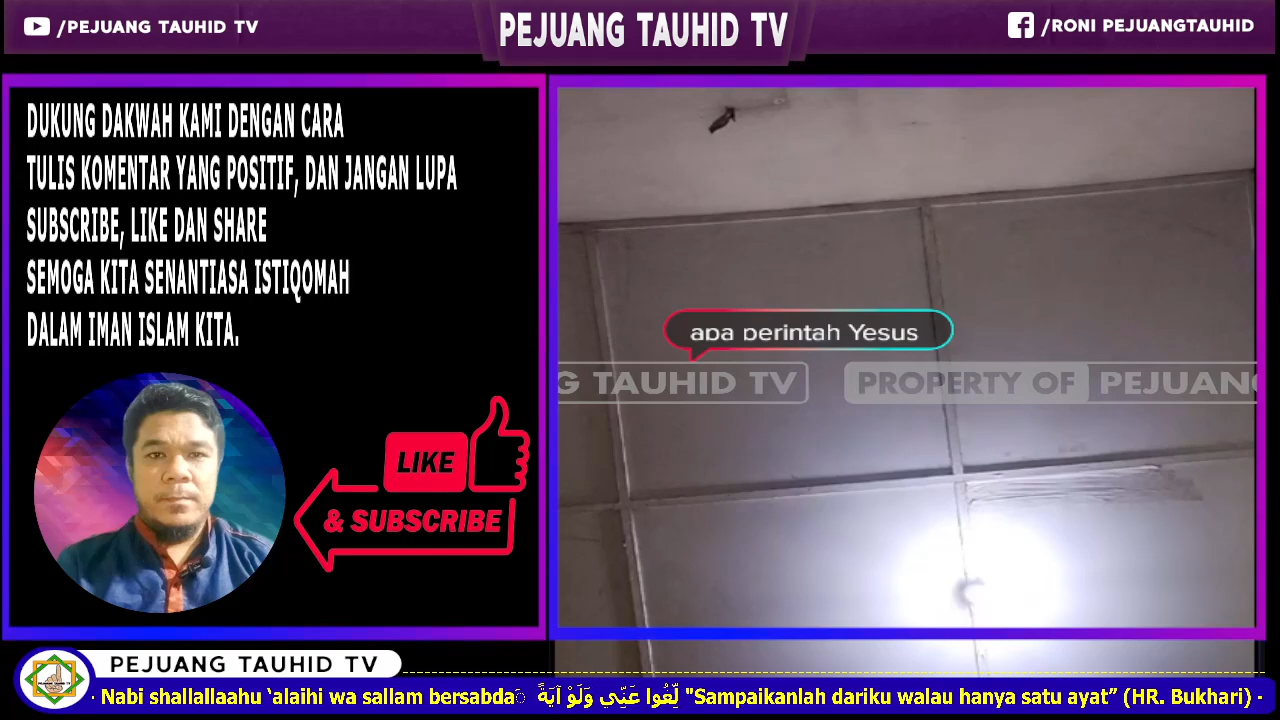 /PEJUANG TAUHID TV
PEJUANG TAUHID TV
/RONI PEJUANGTAUHID
DUKUNG DAKWAH KAMI DENGAN CARA
TULIS KOMENTAR YANG POSITIF, DAN JANGAN LUPA
SUBSCRIBE, LIKE DAN SHARE
SEMOGA KITA SENANTIASA ISTIQOMAH
DALAM IMAN ISLAM KITA.
LIKE
& SUBSCRIBE
apa perintah Yesus
G TAUHID TV PROPERTY OF PEJUANG
PEJUANG TAUHID TV
- Nabi shallallaahu ‘alaihi wa sallam bersabda لِّغُوا عَنِّي وَلَوْ آيَةً "Sampaikanlah dariku walau hanya satu ayat” (HR. Bukhari) -